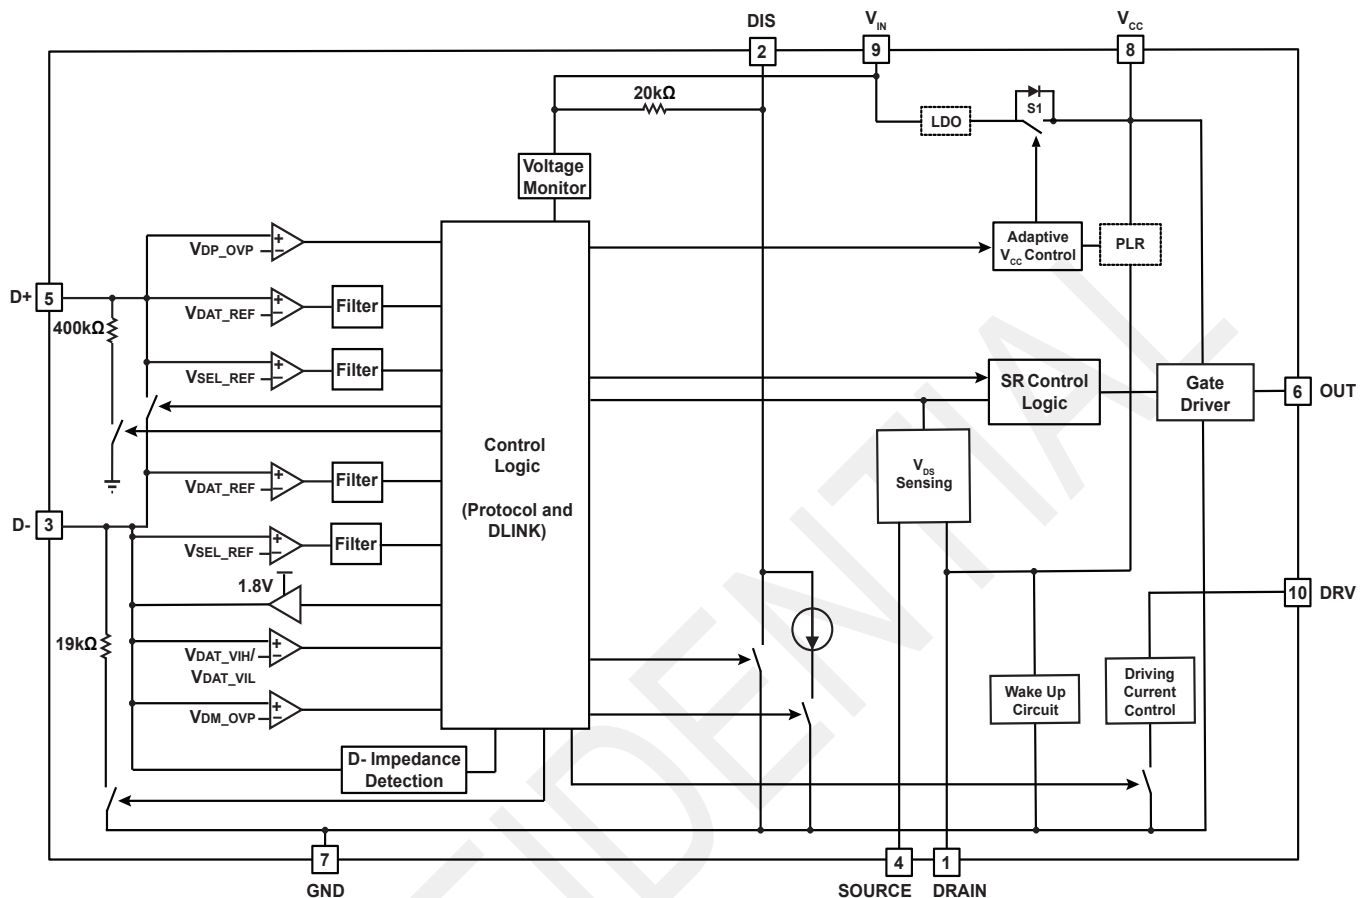 DIS
VIN
VCC
2
9
8
20kΩ
LDO
S1
Voltage
Monitor
VDP_OVP
+
−
Adaptive
VCC Control
PLR
D+
5
VDAT_REF
+
−
Filter
400kΩ
VSEL_REF
+
−
Filter
SR Control
Logic
Gate
Driver
6
OUT
Control
Logic
(Protocol and
DLINK)
VDS
Sensing
VDAT_REF
+
−
Filter
D-
3
VSEL_REF
+
−
Filter
1.8V
10
DRV
19kΩ
VDAT_VIH/
VDAT_VIL
+
−
VDM_OVP
+
−
Wake Up
Circuit
Driving
Current
Control
D- Impedance
Detection
7
4
1
GND
SOURCE
DRAIN
FIDENTIAL